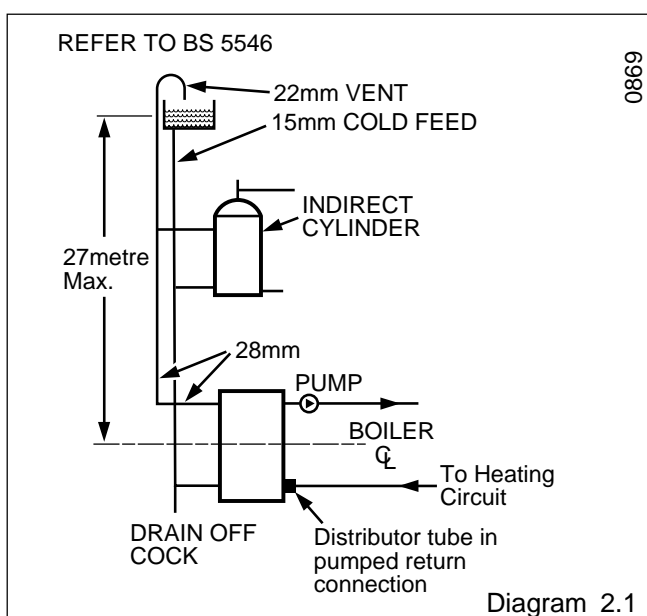 REFER TO BS 5546
0869
22mm VENT
15mm COLD FEED
INDIRECT
CYLINDER
27metre
Max.
28mm
PUMP
BOILER
℄
To Heating
Circuit
DRAIN OFF
COCK
Distributor tube in
pumped return
connection
Diagram 2.1